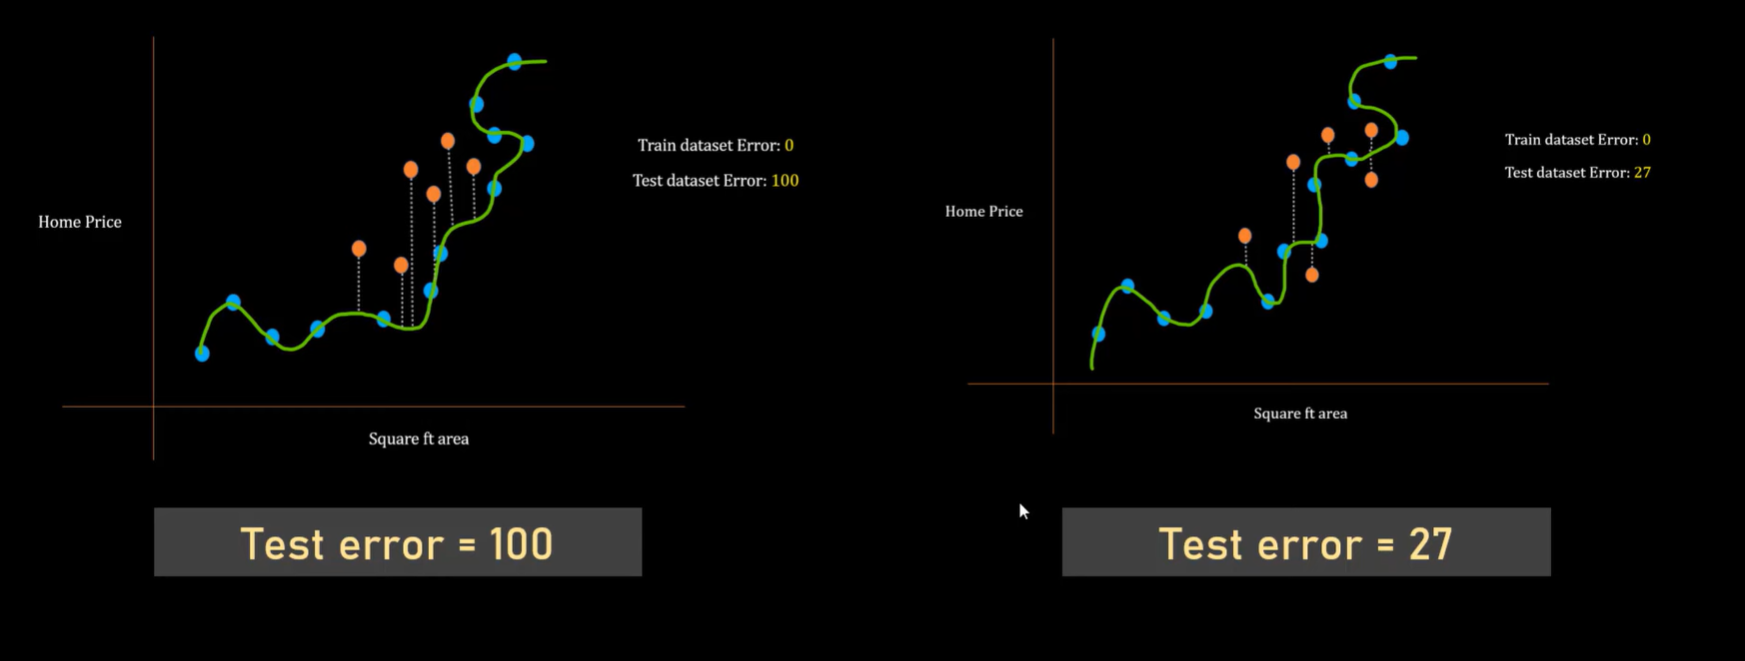 Home Price
Train dataset Error: 0
Test dataset Error: 100
Square ft area
Test error = 100
Home Price
Train dataset Error: 0
Test dataset Error: 27
Square ft area
Test error = 27